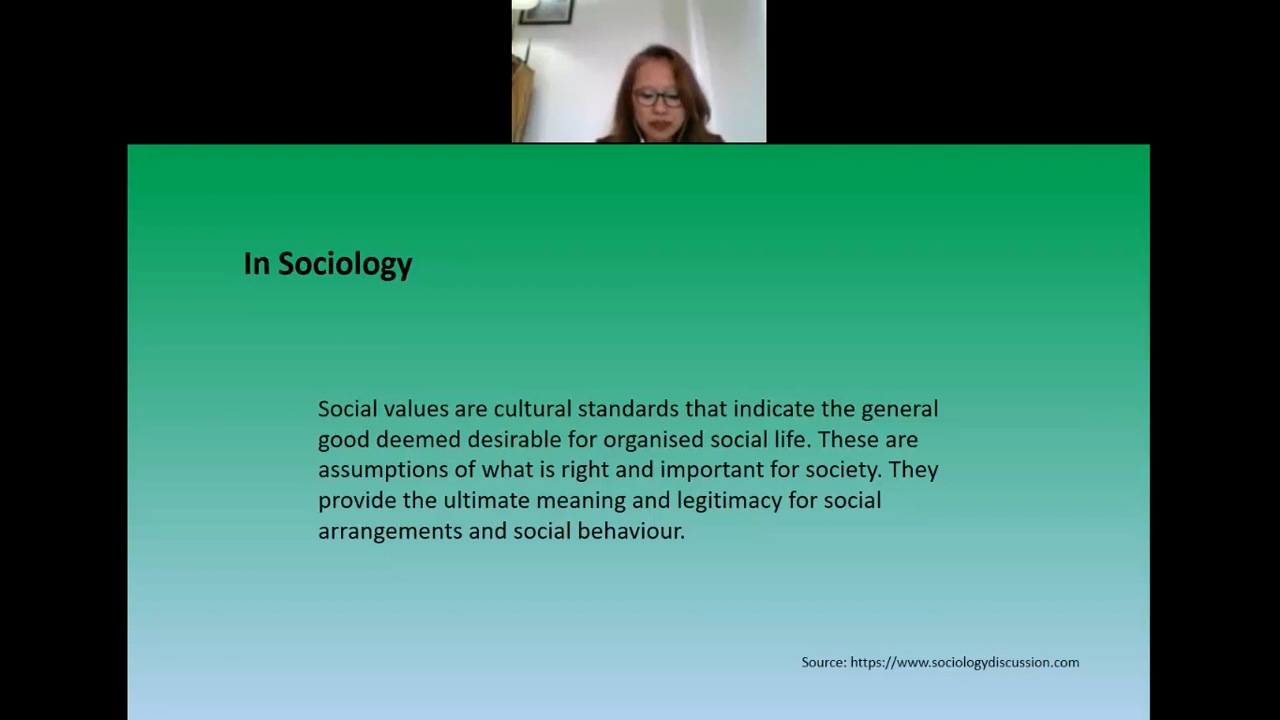 In Sociology
Social values are cultural standards that indicate the general
good deemed desirable for organised social life. These are
assumptions of what is right and important for society. They
provide the ultimate meaning and legitimacy for social
arrangements and social behaviour.
Source: https://www.sociologydiscussion.com